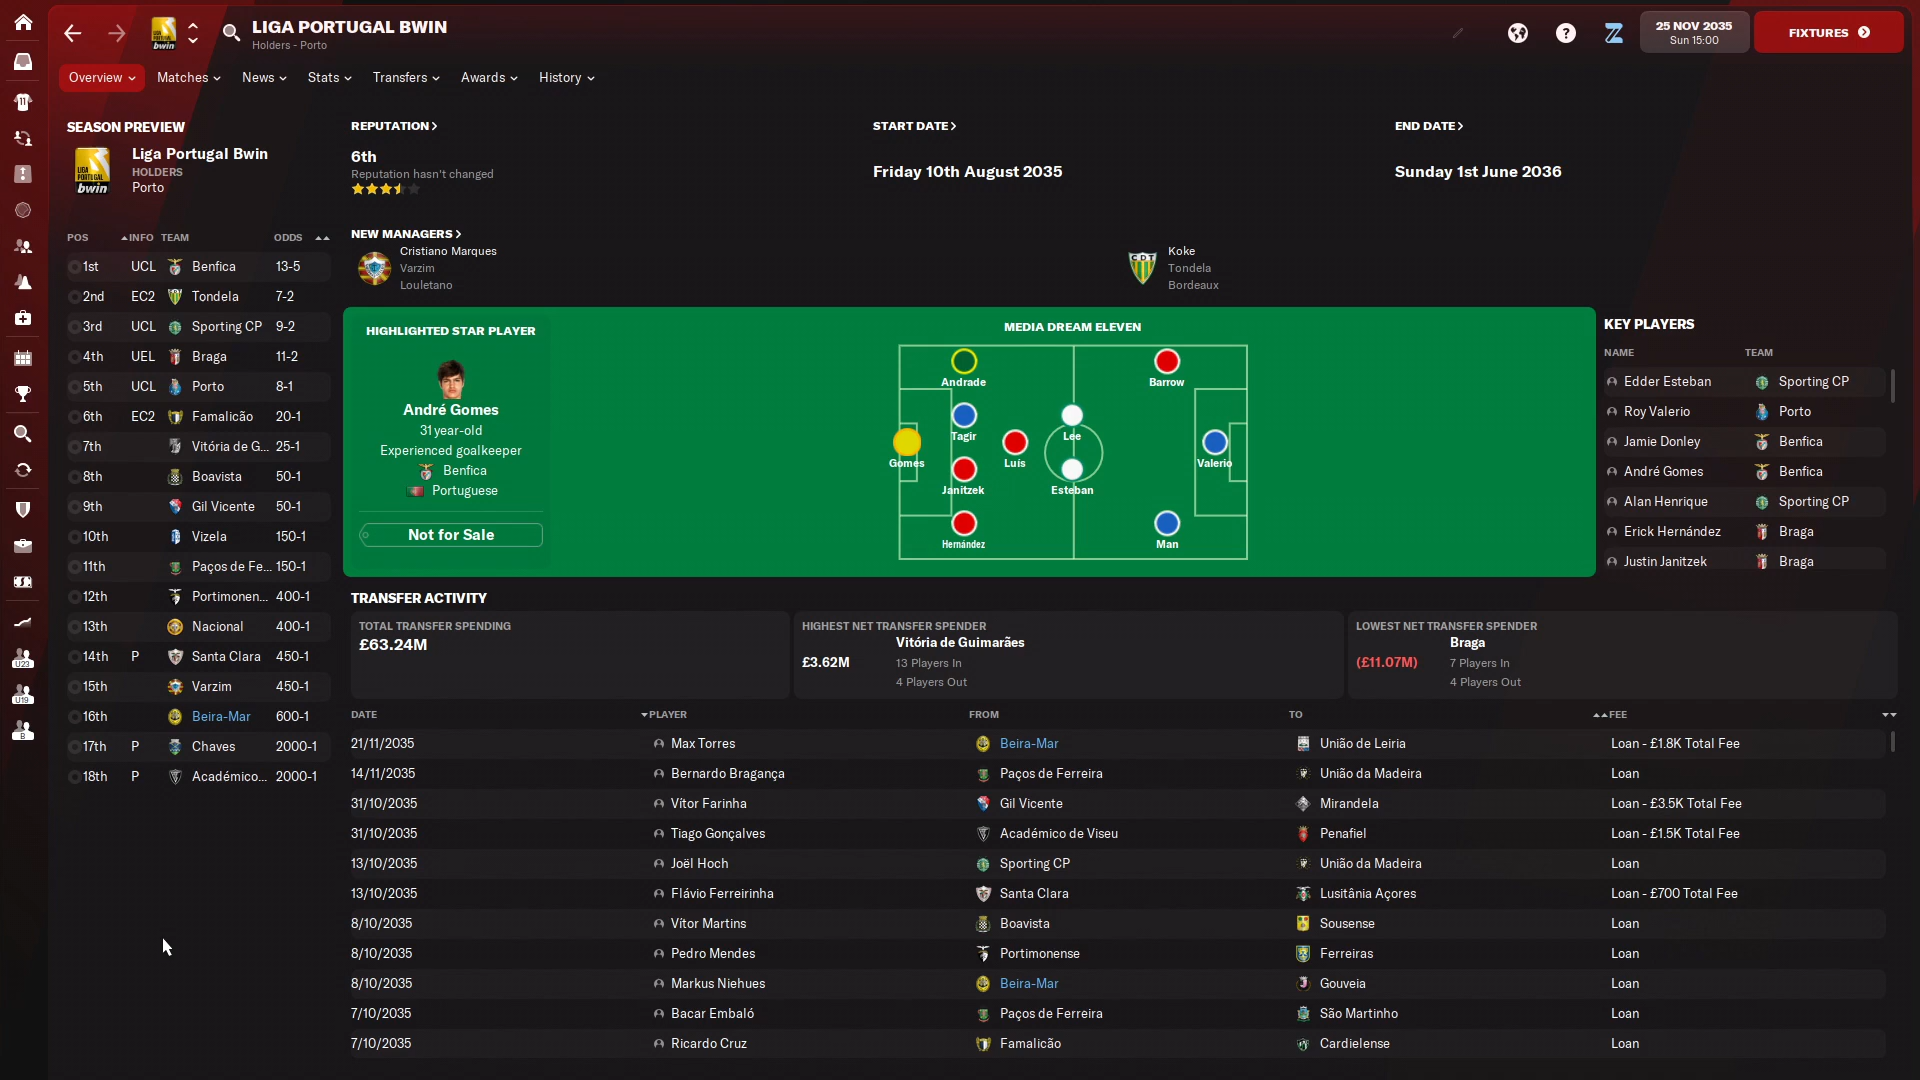 LIGA PORTUGAL BWIN
Holders - Porto
25 NOV 2035
Sun 15:00
FIXTURES
Overview
Matches
News
Stats
Transfers
Awards
History
SEASON PREVIEW
Liga Portugal Bwin
HOLDERS
Porto
REPUTATION
6th
Reputation hasn't changed
START DATE
Friday 10th August 2035
END DATE
Sunday 1st June 2036
NEW MANAGERS
Cristiano Marques
Varzim
Louletano
Koke
Tondela
Bordeaux
POS INFO TEAM ODDS
1st UCL Benfica 13-5
2nd EC2 Tondela 7-2
3rd UCL Sporting CP 9-2
4th UEL Braga 11-2
5th UCL Porto 8-1
6th EC2 Famalicão 20-1
7th Vitória de G... 25-1
8th Boavista 50-1
9th Gil Vicente 50-1
10th Vizela 150-1
11th Paços de Fe... 150-1
12th Portimonen... 400-1
13th Nacional 400-1
14th P Santa Clara 450-1
15th Varzim 450-1
16th Beira-Mar 600-1
17th P Chaves 2000-1
18th P Académico... 2000-1
HIGHLIGHTED STAR PLAYER
André Gomes
31 year-old
Experienced goalkeeper
Benfica
Portuguese
Not for Sale
MEDIA DREAM ELEVEN
Andrade
Barrow
Tagir
Lee
Gomes
Luís
Valerio
Janitzek
Esteban
Hernández
Man
KEY PLAYERS
NAME TEAM
Edder Esteban Sporting CP
Roy Valerio Porto
Jamie Donley Benfica
André Gomes Benfica
Alan Henrique Sporting CP
Erick Hernández Braga
Justin Janitzek Braga
TRANSFER ACTIVITY
TOTAL TRANSFER SPENDING
£63.24M
HIGHEST NET TRANSFER SPENDER
Vitória de Guimarães
£3.62M
13 Players In
4 Players Out
LOWEST NET TRANSFER SPENDER
Braga
(£11.07M)
7 Players In
4 Players Out
DATE PLAYER FROM TO FEE
21/11/2035 Max Torres Beira-Mar União de Leiria Loan - £1.8K Total Fee
14/11/2035 Bernardo Bragança Paços de Ferreira União da Madeira Loan
31/10/2035 Vítor Farinha Gil Vicente Mirandela Loan - £3.5K Total Fee
31/10/2035 Tiago Gonçalves Académico de Viseu Penafiel Loan - £1.5K Total Fee
13/10/2035 Joël Hoch Sporting CP União da Madeira Loan
13/10/2035 Flávio Ferreirinha Santa Clara Lusitânia Açores Loan - £700 Total Fee
8/10/2035 Vítor Martins Boavista Sousense Loan
8/10/2035 Pedro Mendes Portimonense Ferreiras Loan
8/10/2035 Markus Niehues Beira-Mar Gouveia Loan
7/10/2035 Bacar Embaló Paços de Ferreira São Martinho Loan
7/10/2035 Ricardo Cruz Famalicão Cardielense Loan
U23
U19
B